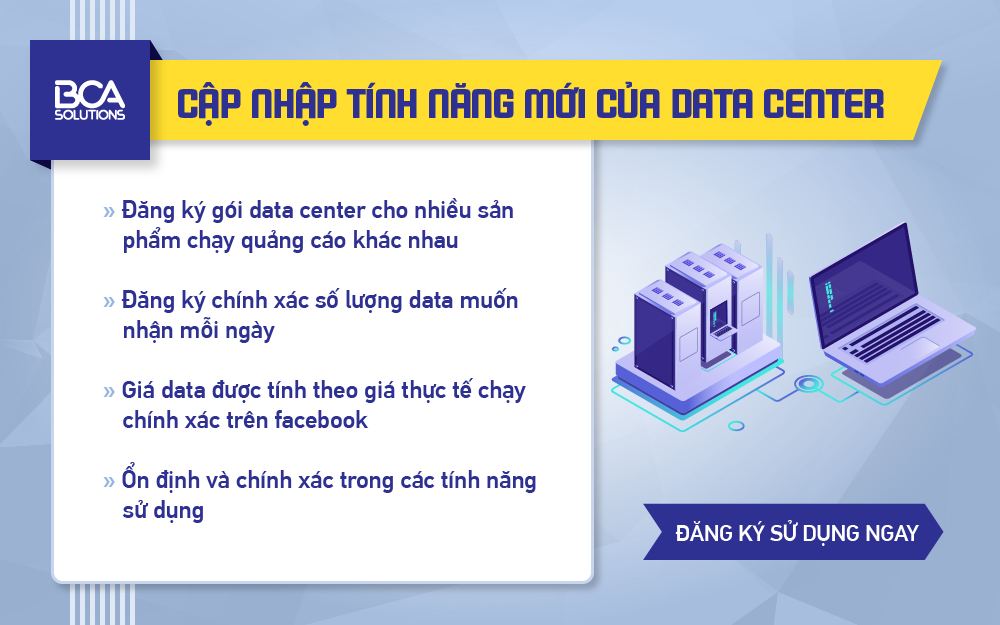 BCA
SOLUTIONS
CẬP NHẬP TÍNH NĂNG MỚI CỦA DATA CENTER
» Đăng ký gói data center cho nhiều sản
phẩm chạy quảng cáo khác nhau
» Đăng ký chính xác số lượng data muốn
nhận mỗi ngày
» Giá data được tính theo giá thực tế chạy
chính xác trên facebook
» Ổn định và chính xác trong các tính năng
sử dụng
ĐĂNG KÝ SỬ DỤNG NGAY